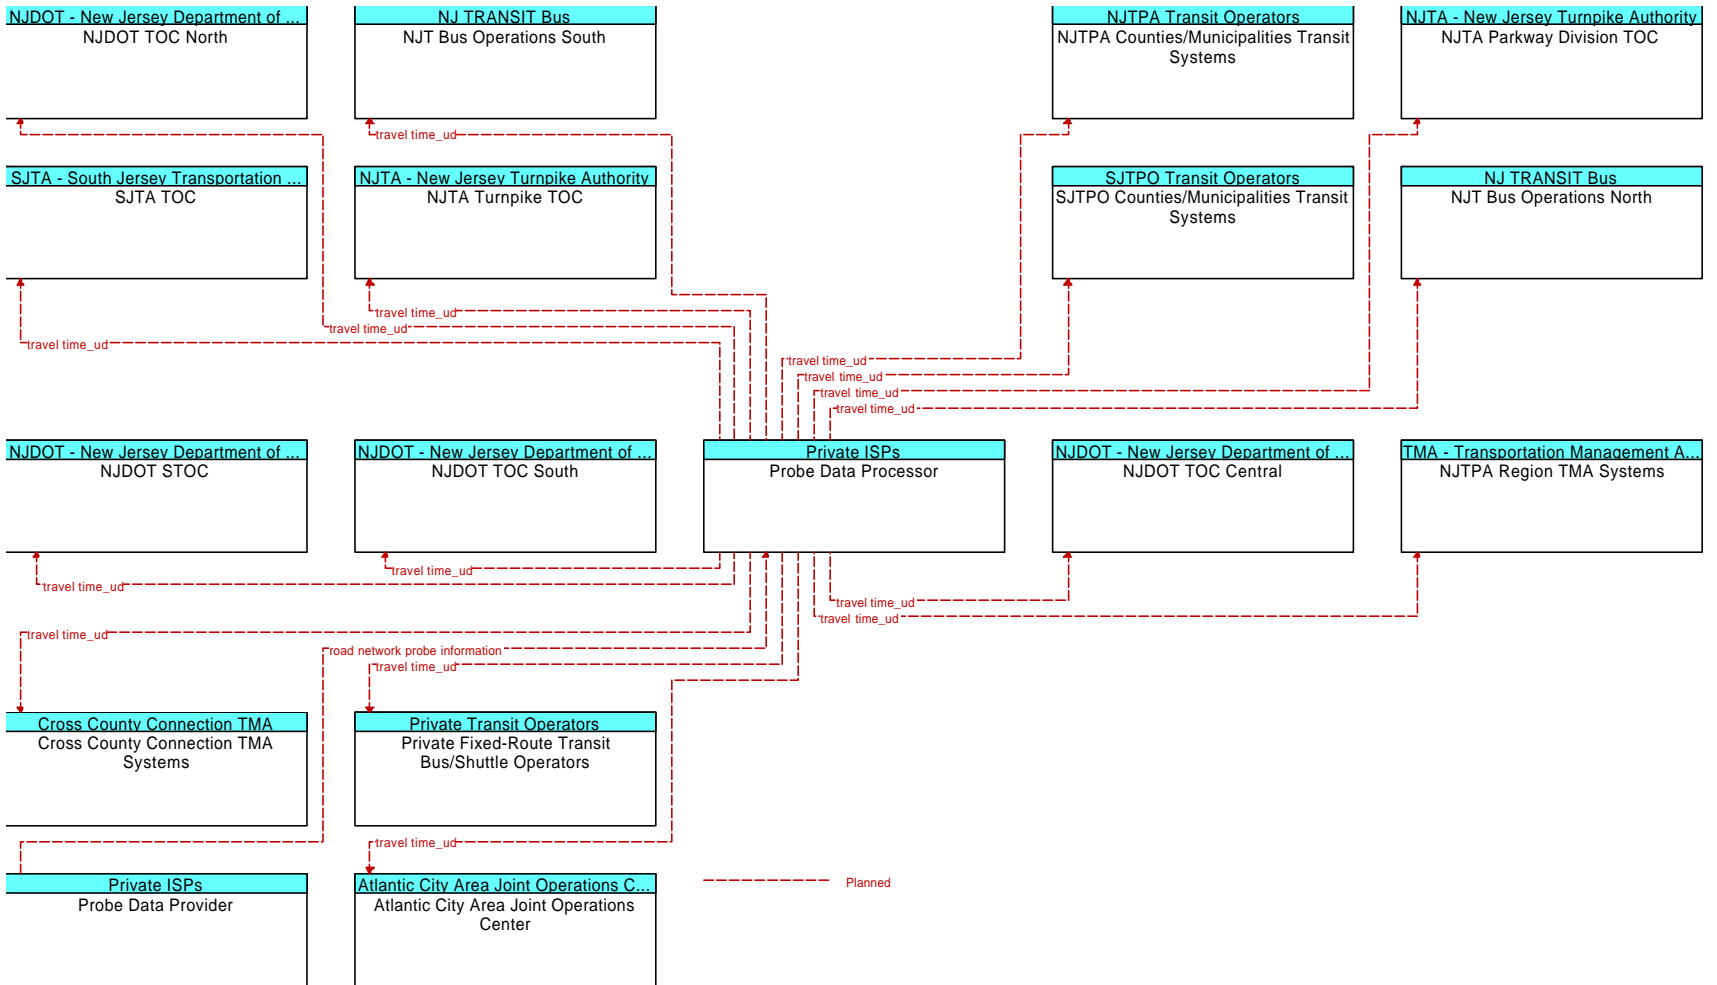 NJDOT - New Jersey Department of ...
NJDOT TOC North
NJ TRANSIT Bus
NJT Bus Operations South
NJTPA Transit Operators
NJTPA Counties/Municipalities Transit
Systems
NJTA - New Jersey Turnpike Authority
NJTA Parkway Division TOC
travel time_ud
SJTA - South Jersey Transportation ...
SJTA TOC
NJTA - New Jersey Turnpike Authority
NJTA Turnpike TOC
SJTPO Transit Operators
SJTPO Counties/Municipalities Transit
Systems
NJ TRANSIT Bus
NJT Bus Operations North
travel time_ud
travel time_ud
travel time_ud
travel time_ud
travel time_ud
travel time_ud
travel time_ud
NJDOT - New Jersey Department of ...
NJDOT STOC
NJDOT - New Jersey Department of ...
NJDOT TOC South
Private ISPs
Probe Data Processor
NJDOT - New Jersey Department of ...
NJDOT TOC Central
TMA - Transportation Management A...
NJTPA Region TMA Systems
travel time_ud
travel time_ud
travel time_ud
travel time_ud
travel time_ud
road network probe information
travel time_ud
Cross County Connection TMA
Cross County Connection TMA
Systems
Private Transit Operators
Private Fixed-Route Transit
Bus/Shuttle Operators
travel time_ud
Private ISPs
Probe Data Provider
Atlantic City Area Joint Operations C...
Atlantic City Area Joint Operations
Center
Planned